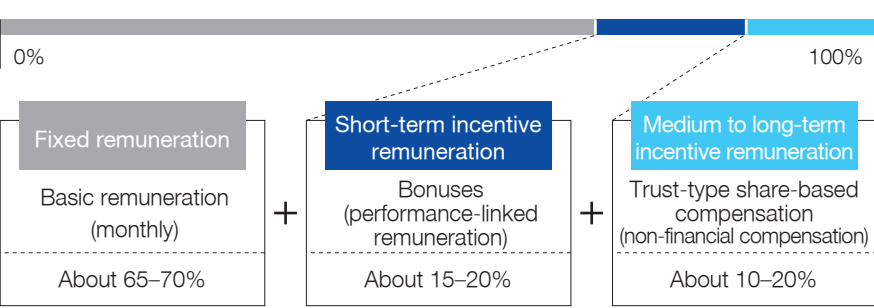 0%
100%
Fixed remuneration
Basic remuneration
(monthly)
About 65–70%
+
Short-term incentive
remuneration
Bonuses
(performance-linked
remuneration)
About 15–20%
+
Medium to long-term
incentive remuneration
Trust-type share-based
compensation
(non-financial compensation)
About 10–20%